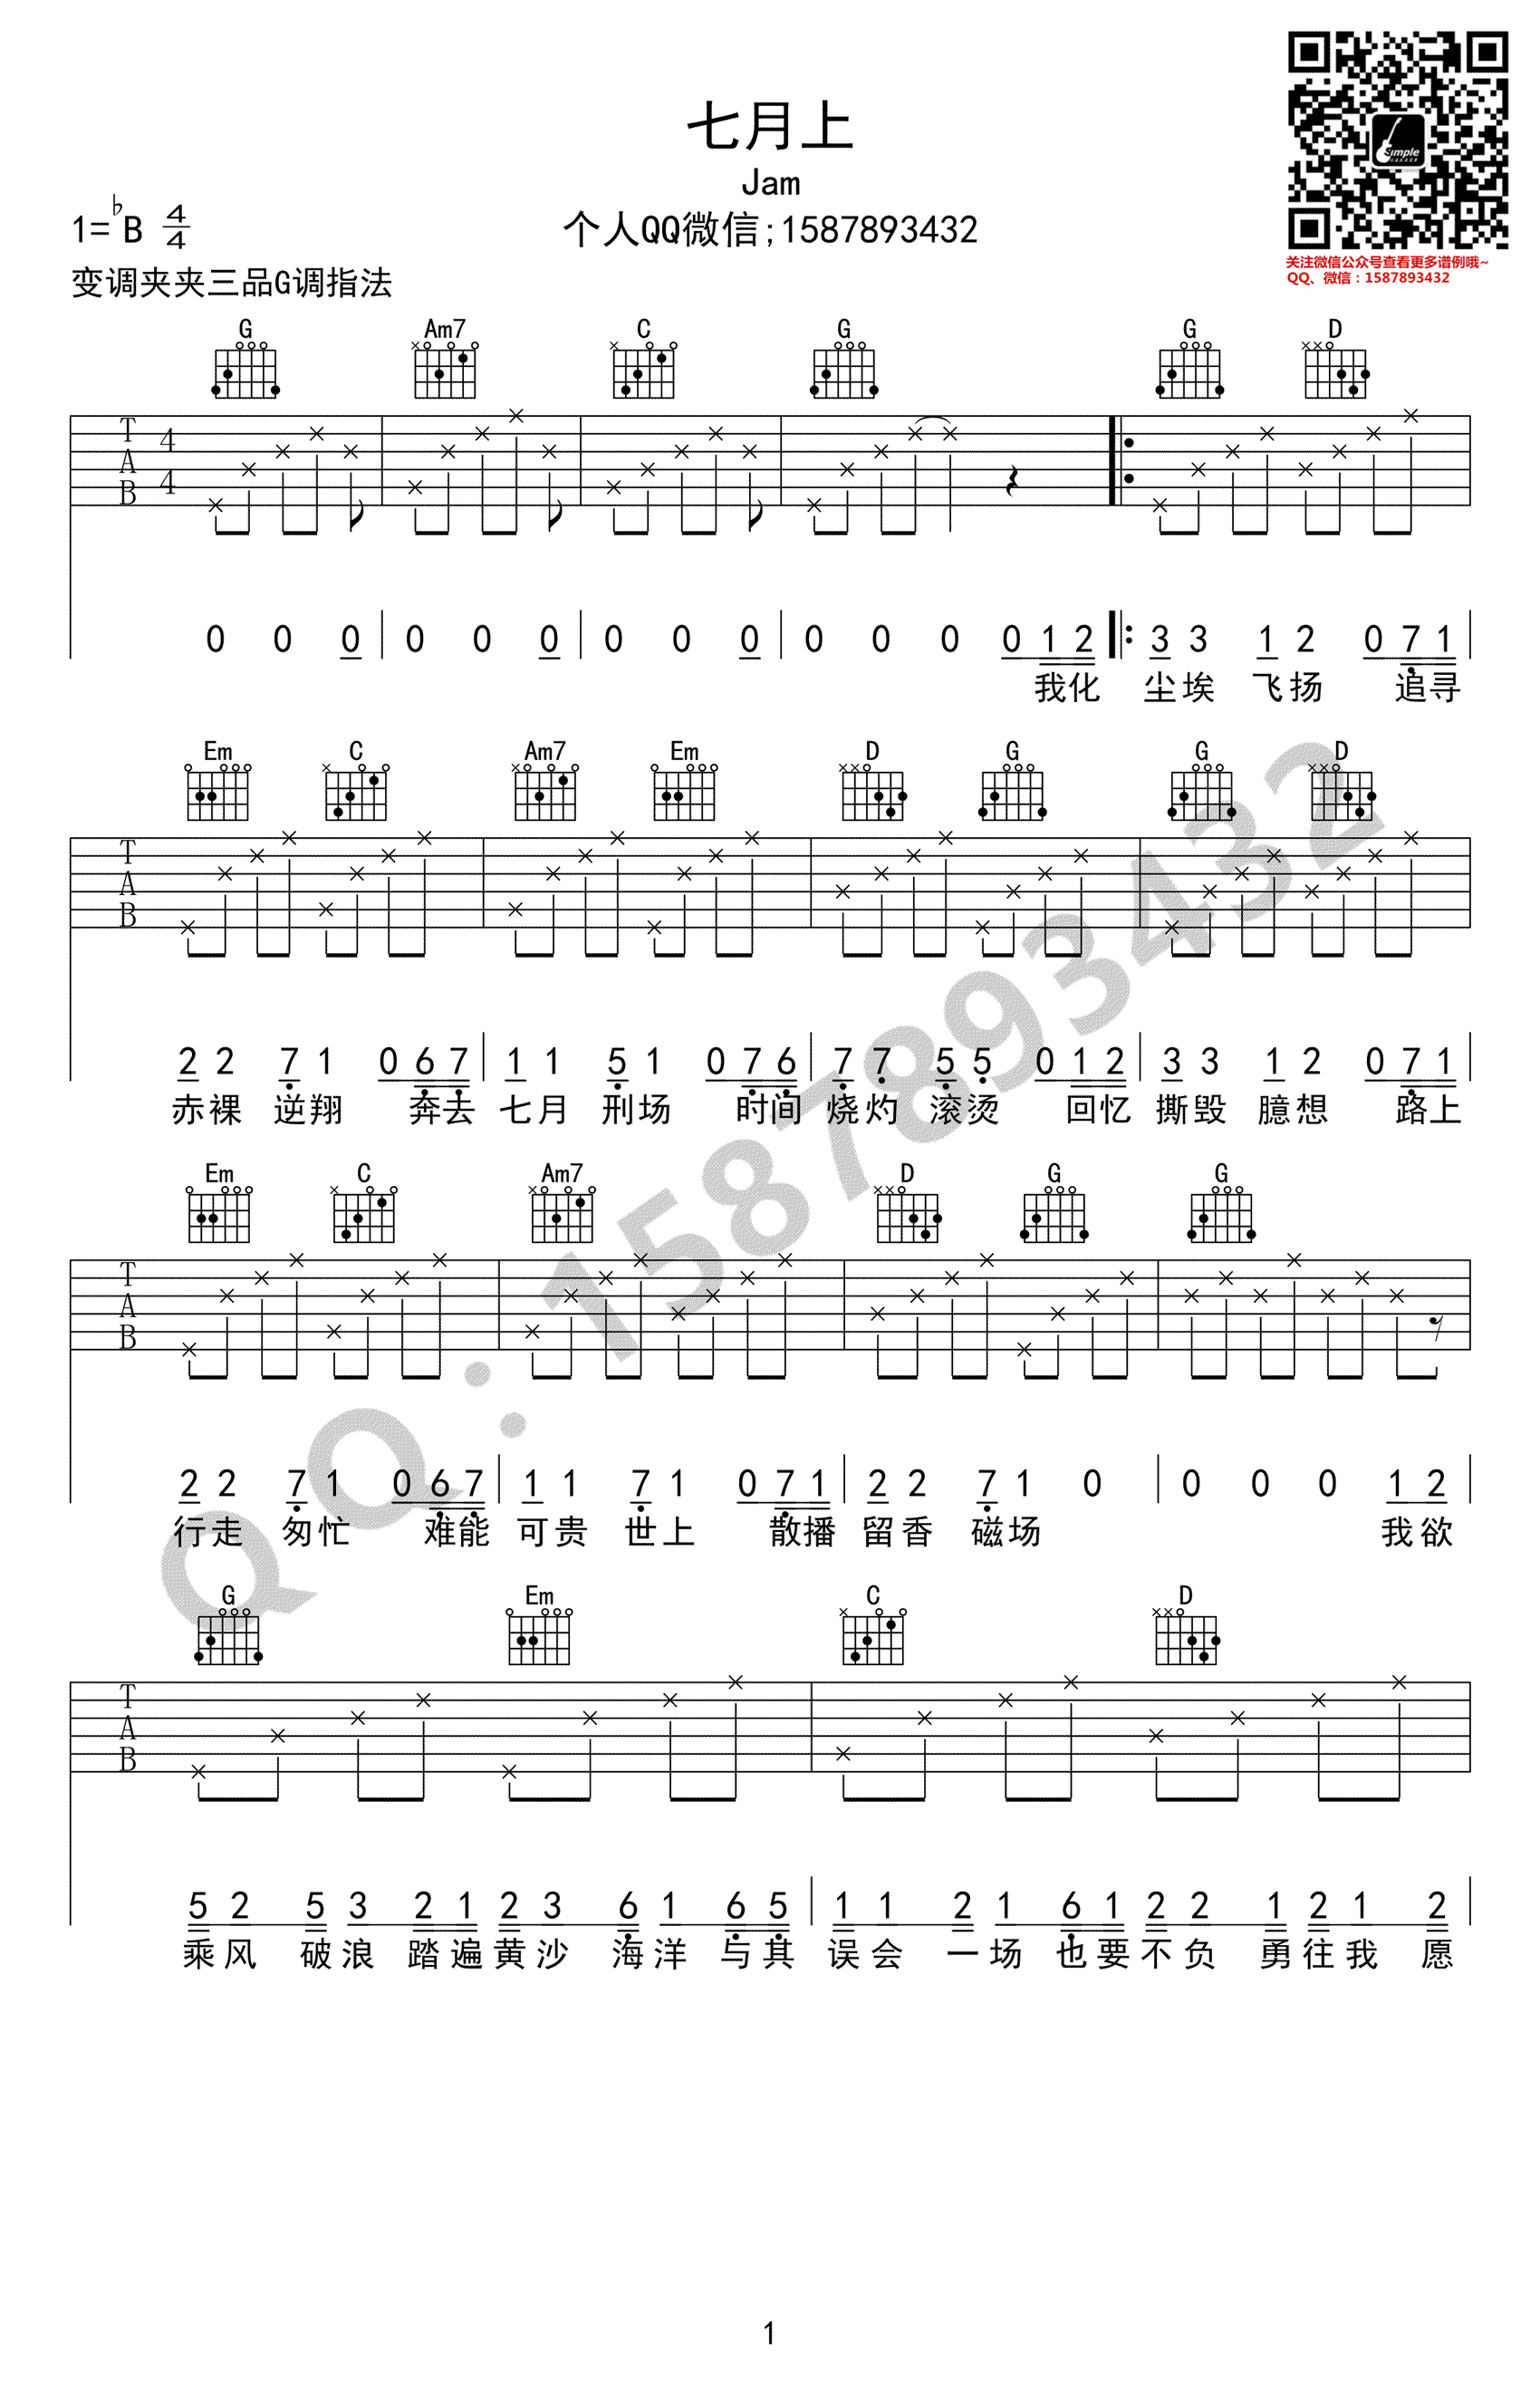 七月上
Jam
1=♭B 4/4
个人QQ微信;1587893432
变调夹夹三品G调指法
Simple
关注微信公众号查看更多谱例哦~
QQ、微信：1587893432
G Am7 C G G D
T A B 4 4
0 0 0 0 0 0 0 0 0 0 0 0 0 1 2 3 3 1 2 0 7 1
我化 尘埃 飞扬 追寻
Em C Am7 Em D G G D
T A B
2 2 7 1 0 6 7 1 1 5 1 0 7 6 7 7 5 5 0 1 2 3 3 1 2 0 7 1
赤裸 逆翔 奔去 七月 刑场 时间 烧灼 滚烫 回忆 撕毁 臆想 路上
Em C Am7 D G G
T A B
2 2 7 1 0 6 7 1 1 7 1 0 7 1 2 2 7 1 0 0 0 0 1 2
行走 匆忙 难能 可贵 世上 散播 留香 磁场 我欲
G Em C D
T A B
5 2 5 3 2 1 2 3 6 1 6 5 1 1 2 1 6 1 2 2 1 2 1 2
乘风 破浪 踏遍黄沙 海洋 与其 误会 一场 也要不负 勇往我 愿
QQ：1587893432
1